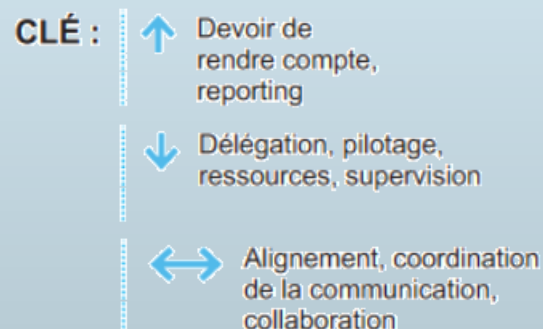 CLÉ :
Devoir de
rendre compte,
reporting
Délégation, pilotage,
ressources, supervision
Alignement, coordination
de la communication,
collaboration